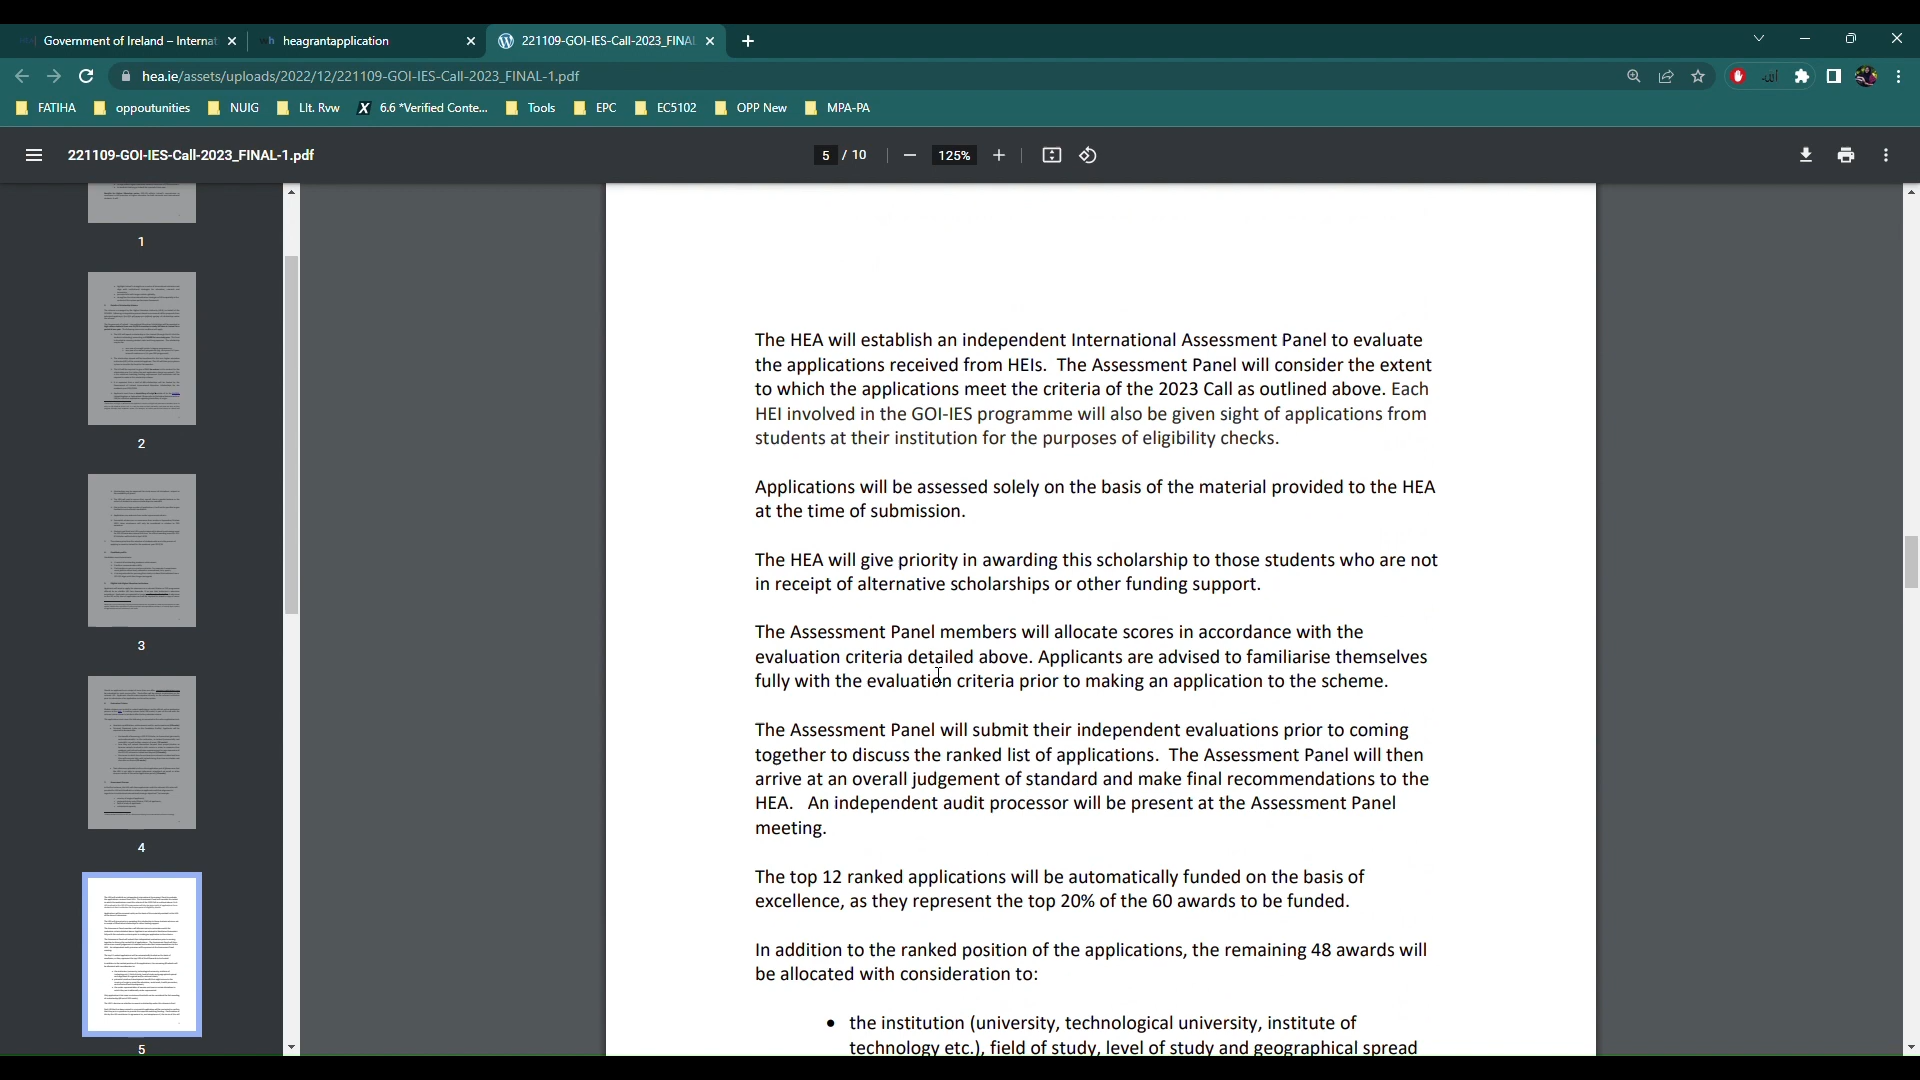 Government of Ireland – Internat
heagrantapplication
221109-GOI-IES-Call-2023_FINAL
hea.ie/assets/uploads/2022/12/221109-GOI-IES-Call-2023_FINAL-1.pdf
FATIHA
oppoutunities
NUIG
LIt. Rvw
6.6 *Verified Conte...
Tools
EPC
EC5102
OPP New
MPA-PA
221109-GOI-IES-Call-2023_FINAL-1.pdf
5 / 10
125%
1
2
3
4
5
The HEA will establish an independent International Assessment Panel to evaluate
the applications received from HEIs. The Assessment Panel will consider the extent
to which the applications meet the criteria of the 2023 Call as outlined above. Each
HEI involved in the GOI-IES programme will also be given sight of applications from
students at their institution for the purposes of eligibility checks.
Applications will be assessed solely on the basis of the material provided to the HEA
at the time of submission.
The HEA will give priority in awarding this scholarship to those students who are not
in receipt of alternative scholarships or other funding support.
The Assessment Panel members will allocate scores in accordance with the
evaluation criteria detailed above. Applicants are advised to familiarise themselves
fully with the evaluation criteria prior to making an application to the scheme.
The Assessment Panel will submit their independent evaluations prior to coming
together to discuss the ranked list of applications. The Assessment Panel will then
arrive at an overall judgement of standard and make final recommendations to the
HEA. An independent audit processor will be present at the Assessment Panel
meeting.
The top 12 ranked applications will be automatically funded on the basis of
excellence, as they represent the top 20% of the 60 awards to be funded.
In addition to the ranked position of the applications, the remaining 48 awards will
be allocated with consideration to:
• the institution (university, technological university, institute of
technology etc.), field of study, level of study and geographical spread